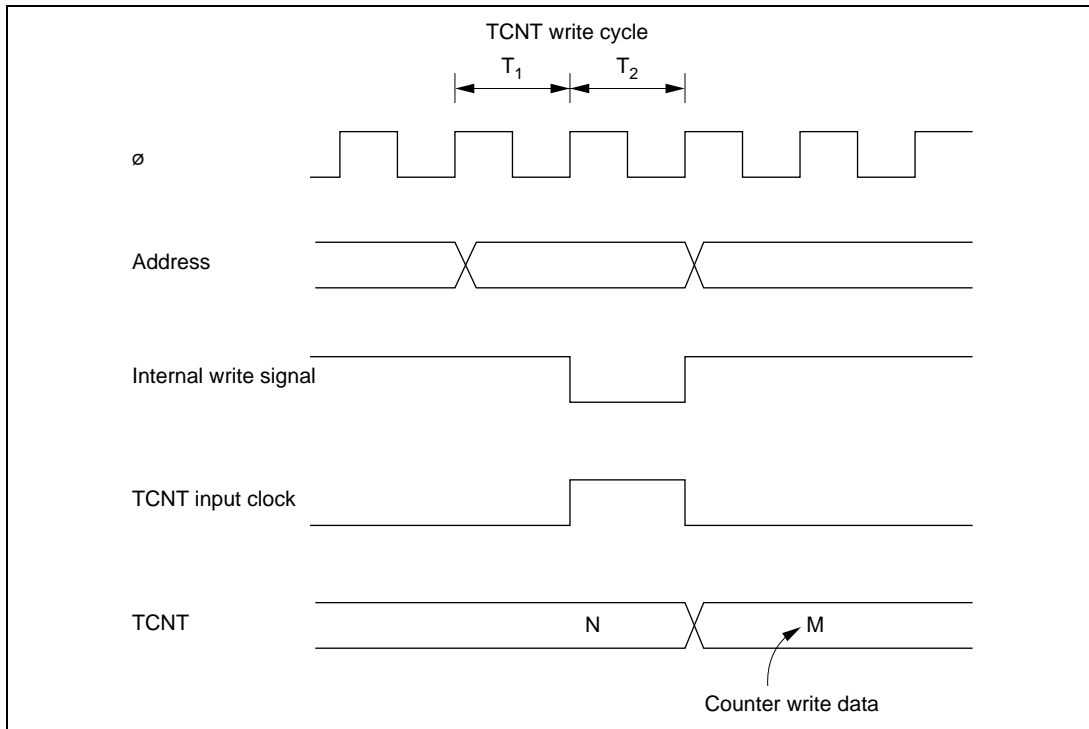 TCNT write cycle
T1 T2
ø
Address
Internal write signal
TCNT input clock
TCNT N M
Counter write data